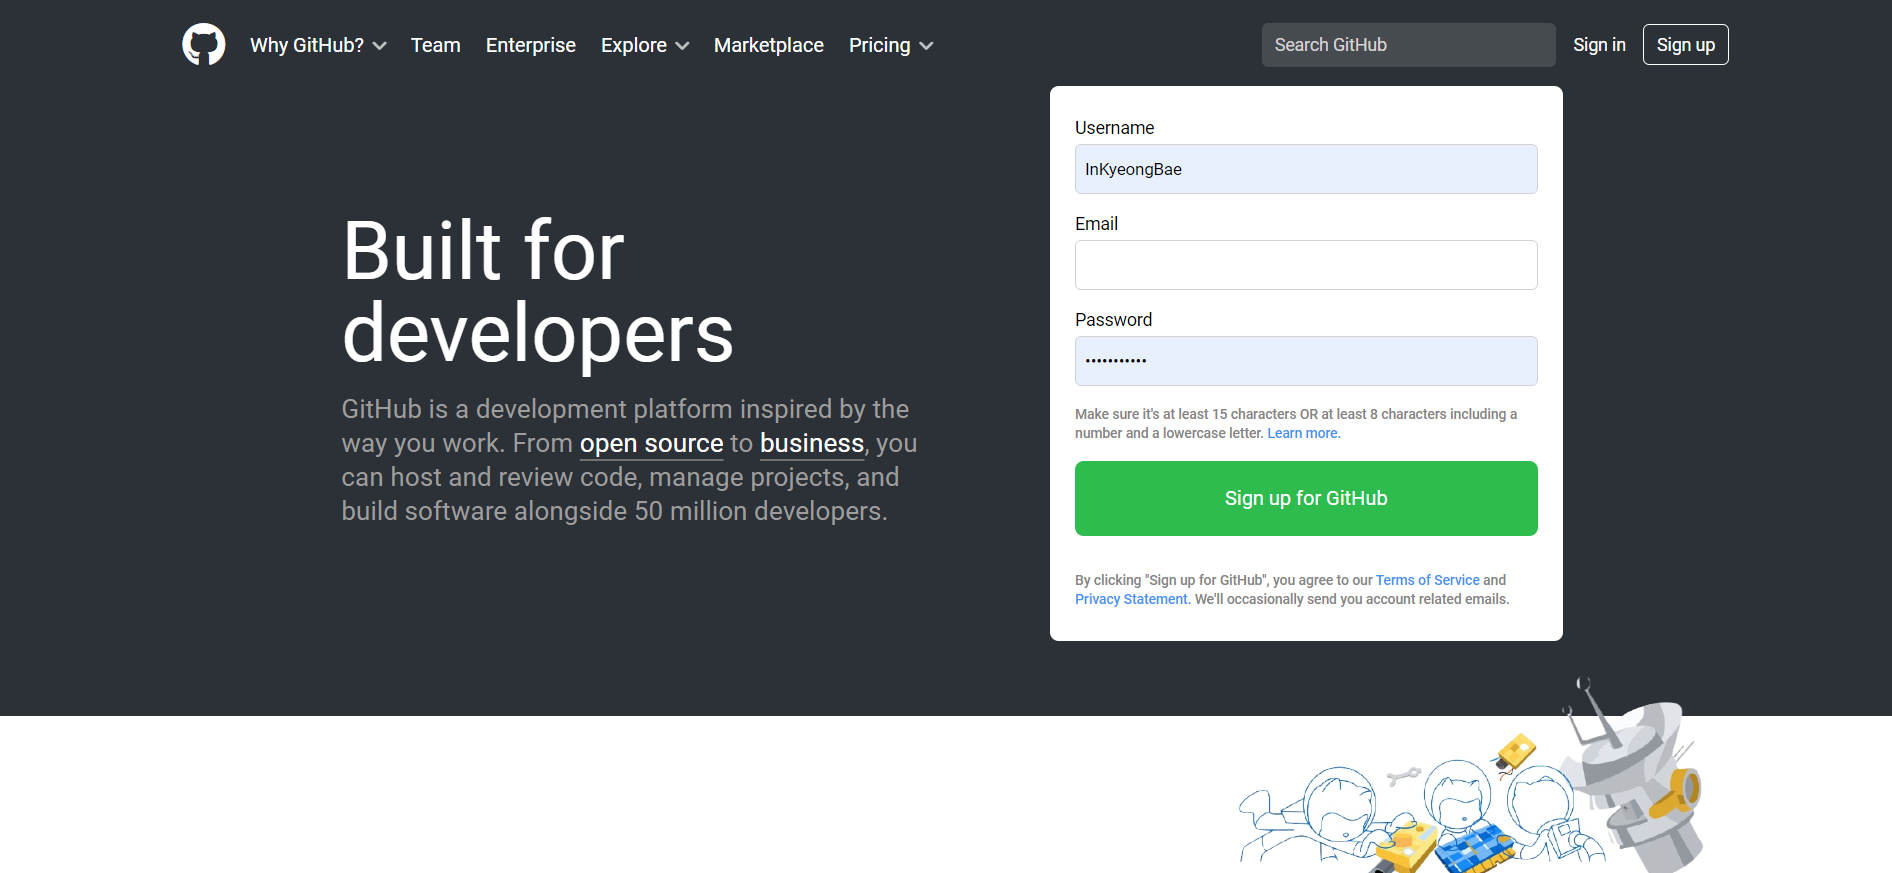 Why GitHub? Team Enterprise Explore Marketplace Pricing Search GitHub Sign in Sign up
Built for
developers
GitHub is a development platform inspired by the
way you work. From open source to business, you
can host and review code, manage projects, and
build software alongside 50 million developers.
Username
InKyeongBae
Email
Password
•••••••••••
Make sure it's at least 15 characters OR at least 8 characters including a
number and a lowercase letter. Learn more.
Sign up for GitHub
By clicking "Sign up for GitHub", you agree to our Terms of Service and
Privacy Statement. We'll occasionally send you account related emails.